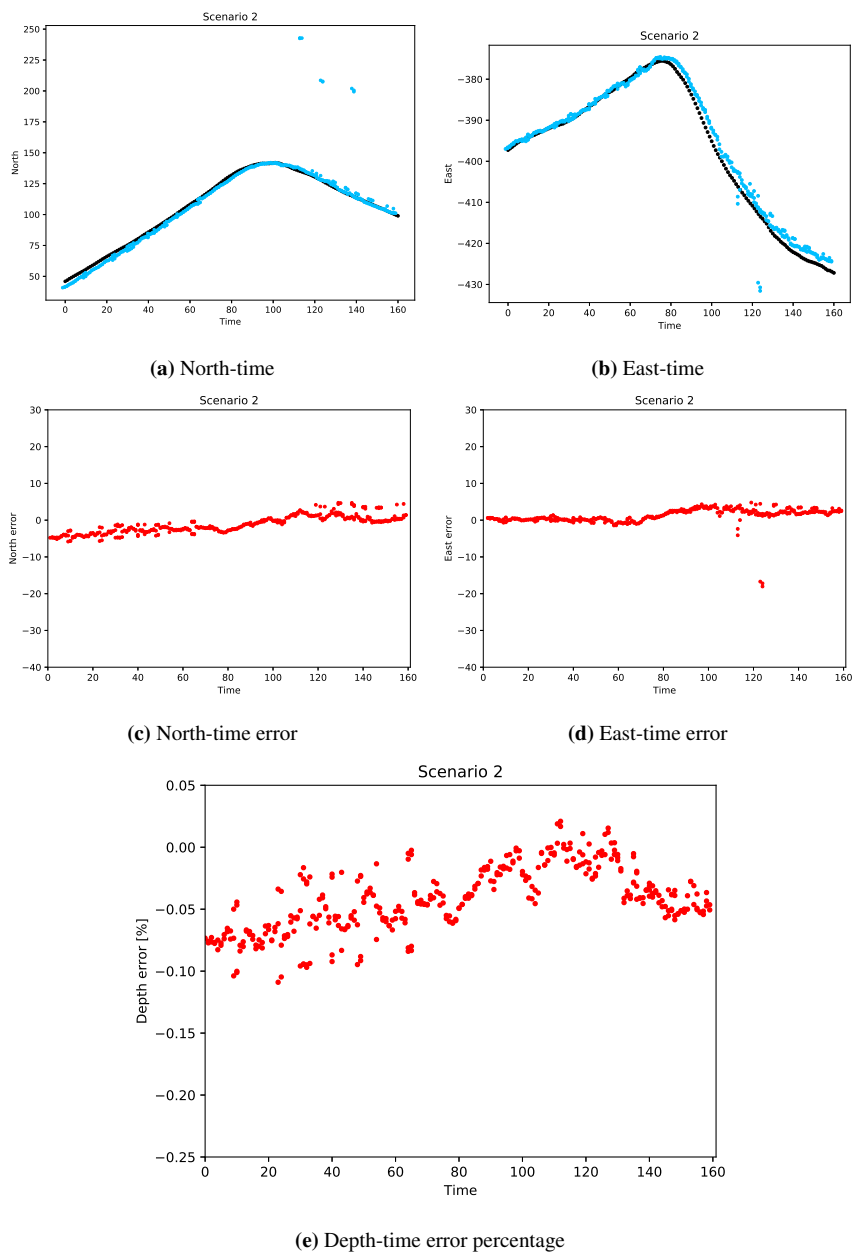 Scenario 2
250
225
200
175
150
125
100
75
50
North
0 20 40 60 80 100 120 140 160
Time
(a) North-time
Scenario 2
−380
−390
−400
−410
−420
−430
East
0 20 40 60 80 100 120 140 160
Time
(b) East-time
Scenario 2
30
20
10
0
−10
−20
−30
−40
North error
0 20 40 60 80 100 120 140 160
Time
(c) North-time error
Scenario 2
30
20
10
0
−10
−20
−30
−40
East error
0 20 40 60 80 100 120 140 160
Time
(d) East-time error
Scenario 2
0.05
0.00
−0.05
−0.10
−0.15
−0.20
−0.25
Depth error [%]
0 20 40 60 80 100 120 140 160
Time
(e) Depth-time error percentage